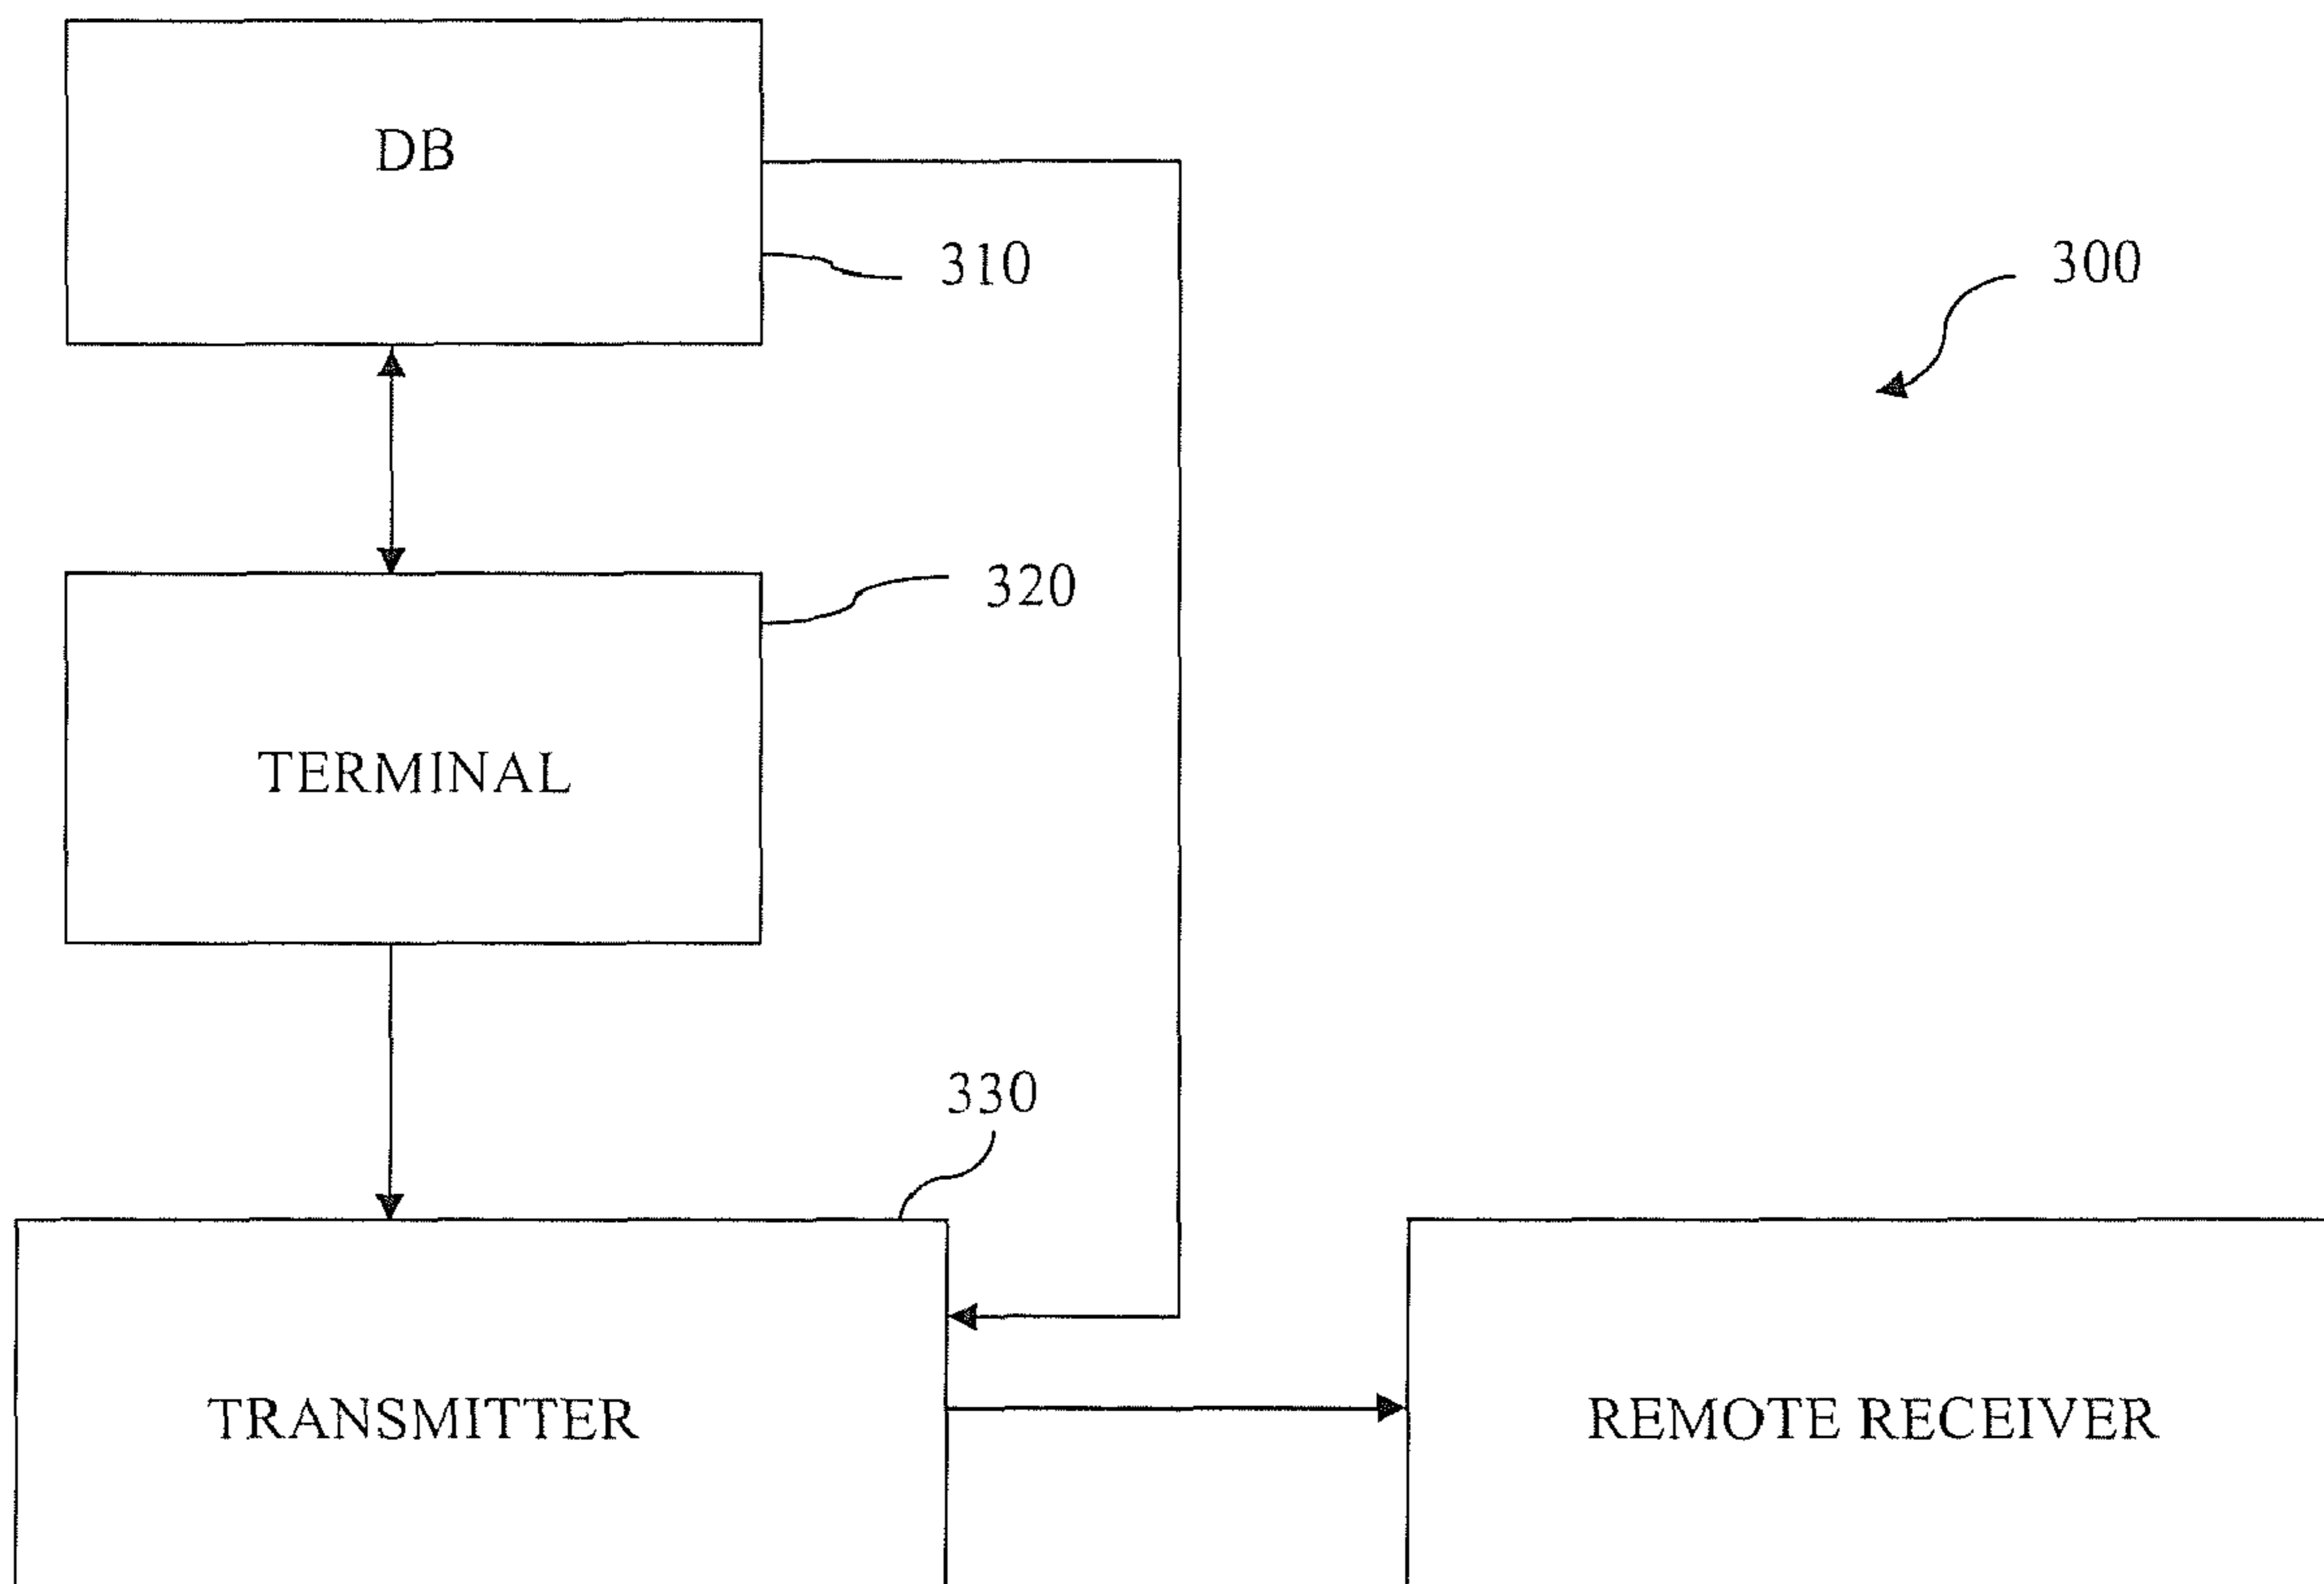 DB
310
300
320
TERMINAL
330
TRANSMITTER
REMOTE RECEIVER